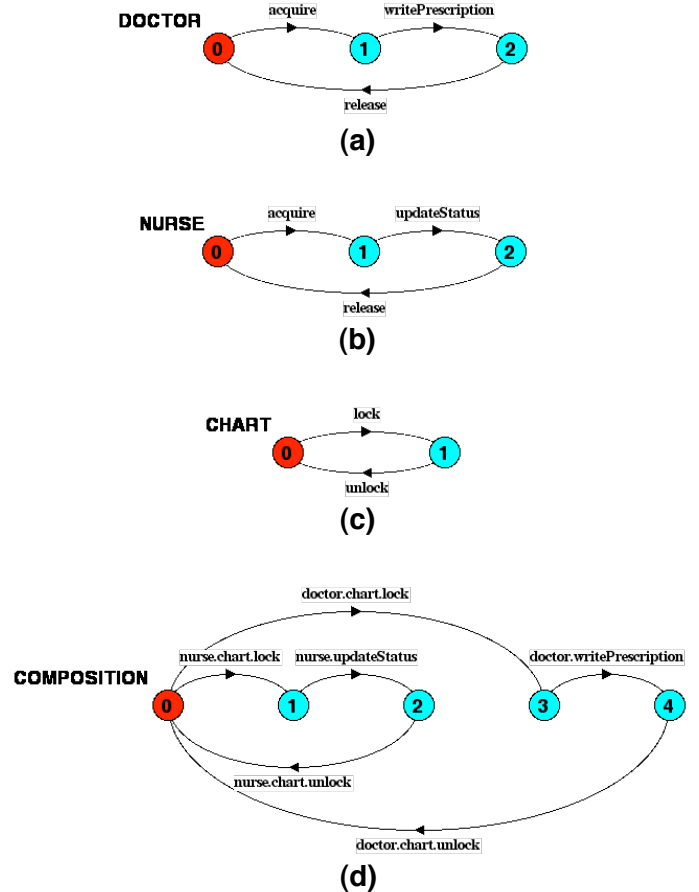 acquire
writePrescription
DOCTOR
0
1
2
release
(a)
acquire
updateStatus
NURSE
0
1
2
release
(b)
lock
CHART
0
1
unlock
(c)
doctor.chart.lock
nurse.chart.lock
nurse.updateStatus
doctor.writePrescription
COMPOSITION
0
1
2
3
4
nurse.chart.unlock
doctor.chart.unlock
(d)